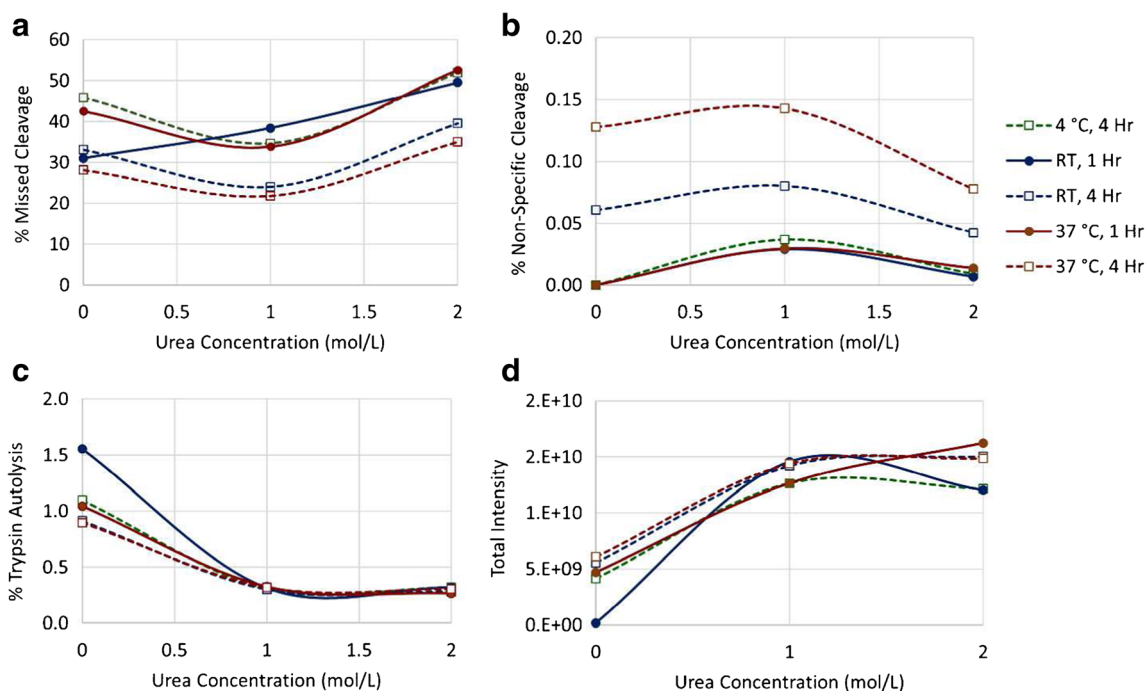 a
60
50
40
30
20
10
0
% Missed Cleavage
0 0.5 1 1.5 2
Urea Concentration (mol/L)
b
0.20
0.15
0.10
0.05
0.00
% Non-Specific Cleavage
0 0.5 1 1.5 2
Urea Concentration (mol/L)
4 °C, 4 Hr
RT, 1 Hr
RT, 4 Hr
37 °C, 1 Hr
37 °C, 4 Hr
c
2.0
1.5
1.0
0.5
0.0
% Trypsin Autolysis
0 0.5 1 1.5 2
Urea Concentration (mol/L)
d
2.E+10
2.E+10
1.E+10
5.E+09
0.E+00
Total Intensity
0 1 2
Urea Concentration (mol/L)